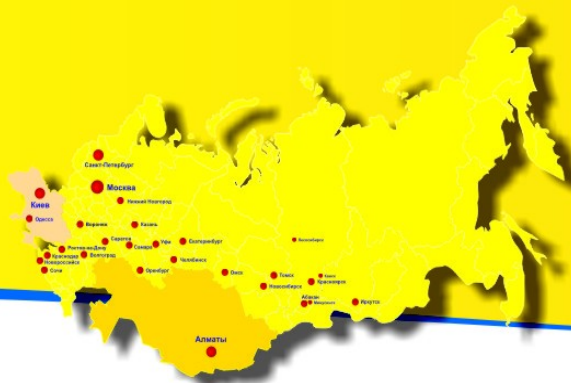 Санкт-Петербург
Москва
Нижний Новгород
Киев
Одесса
Воронеж
Казань
Саратов
Уфа
Екатеринбург
Самара
Ростов-на-Дону
Краснодар
Волгоград
Новороссийск
Сочи
Челябинск
Оренбург
Омск
Томск
Красноярск
Новосибирск
Абакан
Иркутск
Алматы